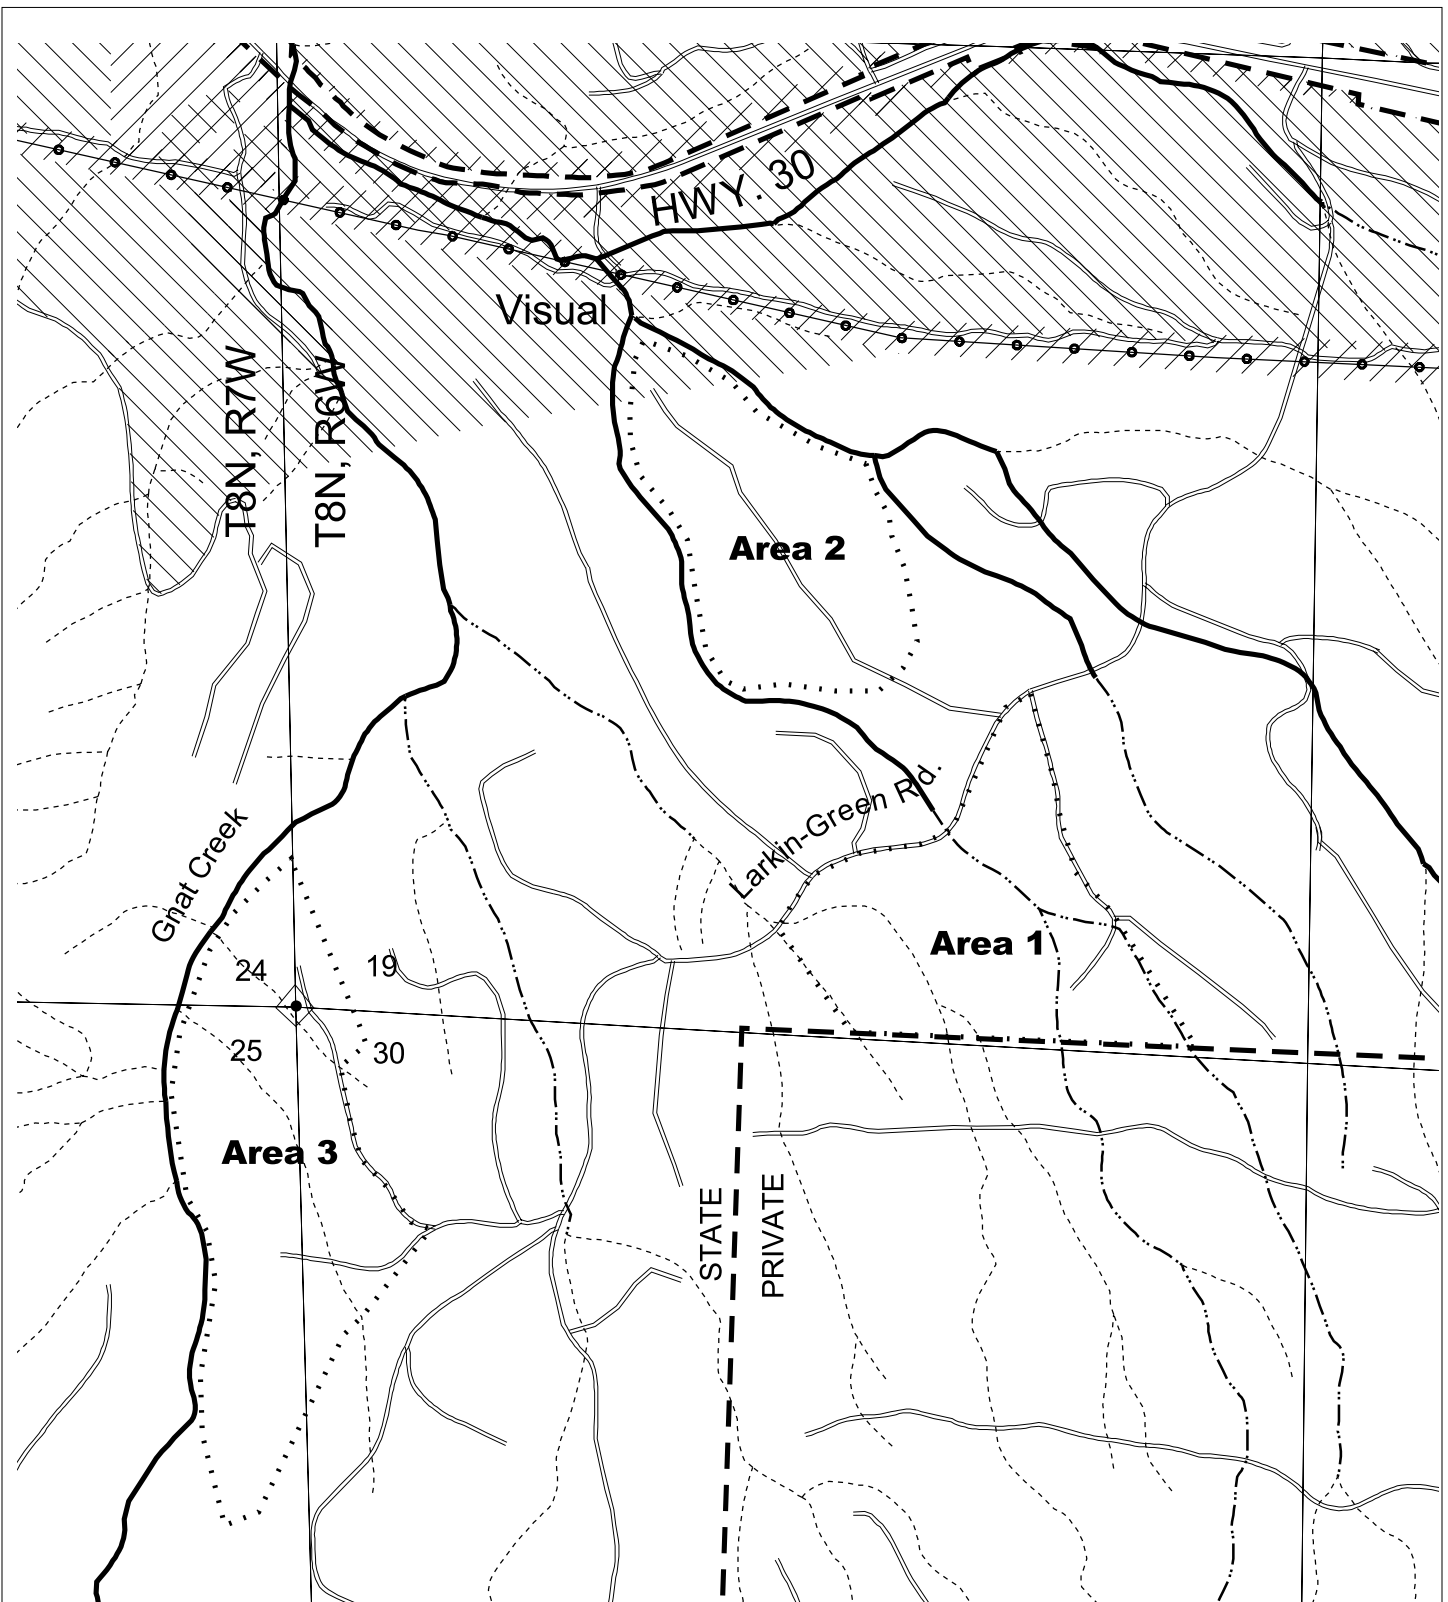 HWY. 30
Visual
T8N, R7W
T8N, R6W
Area 2
Larkin-Green Rd.
Gnat Creek
Area 1
24
19
25
30
Area 3
STATE
PRIVATE